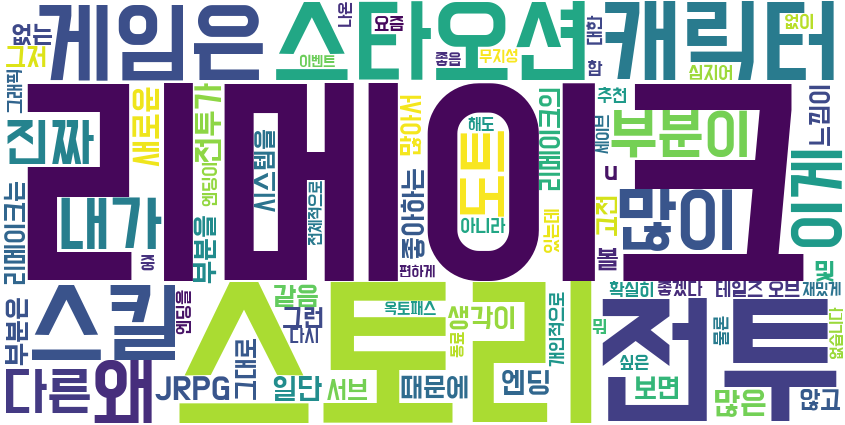 없는
게임은
스타오션
캐릭터
나온
요즘
대한
없이
그저
이벤트
좋음
무지성
함
심지어
그래픽
리메이크
진짜
새로운
전투가
엔딩이
시스템을
많아서
해도
도트
리메이크의
추천
세이브
부분이
느낌이
내가
전체적으로
좋아하는
아니라
u
고전
많이
이게
있는데
볼
및
편하게
리메이크는
부분을
중
부분은
스킬
엔딩을
같음
그런
다시
스토리
옥토패스
생각이
동료
개인적으로
확실히
좋겠다
테일즈 오브
재밌게
뭔
전투
물론
없습니다
싶은
다른
왜
JRPG
그대로
일단
서브
때문에
엔딩
보면
많은
않고